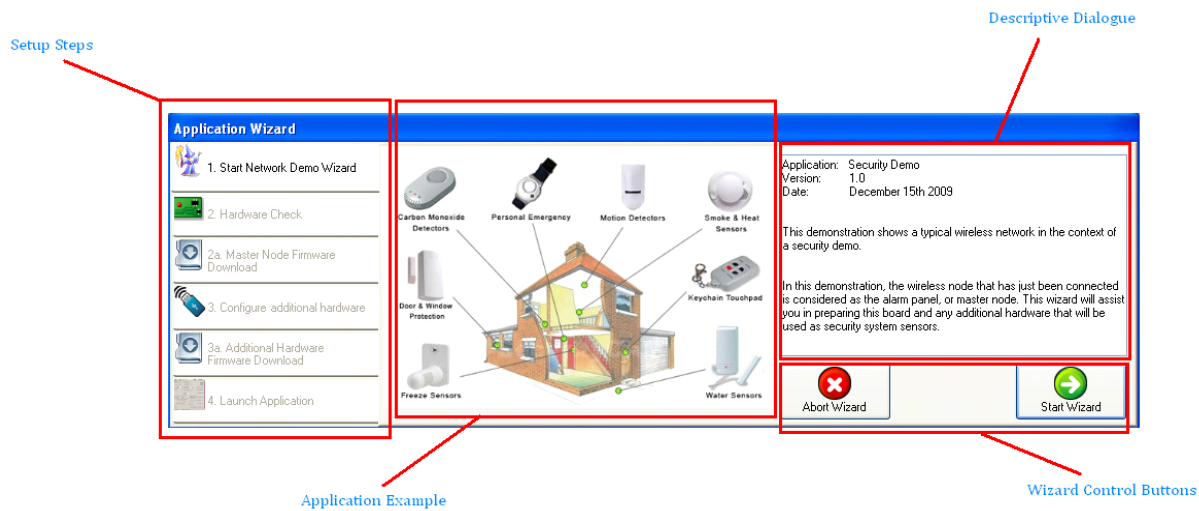 Descriptive Dialogue
Setup Steps
Application Wizard
1. Start Network Demo Wizard
2. Hardware Check
2a. Master Node Firmware
Download
3. Configure additional hardware
3a. Additional Hardware
Firmware Download
4. Launch Application
Carbon Monoxide
Detectors
Personal Emergency
Motion Detectors
Smoke & Heat
Sensors
Door & Window
Protection
Keychain Touchpad
Freeze Sensors
Water Sensors
Application: Security Demo
Version: 1.0
Date: December 15th 2009
This demonstration shows a typical wireless network in the context of
a security demo.
In this demonstration, the wireless node that has just been connected
is considered as the alarm panel, or master node. This wizard will assist
you in preparing this board and any additional hardware that will be
used as security system sensors.
Abort Wizard
Start Wizard
Application Example
Wizard Control Buttons